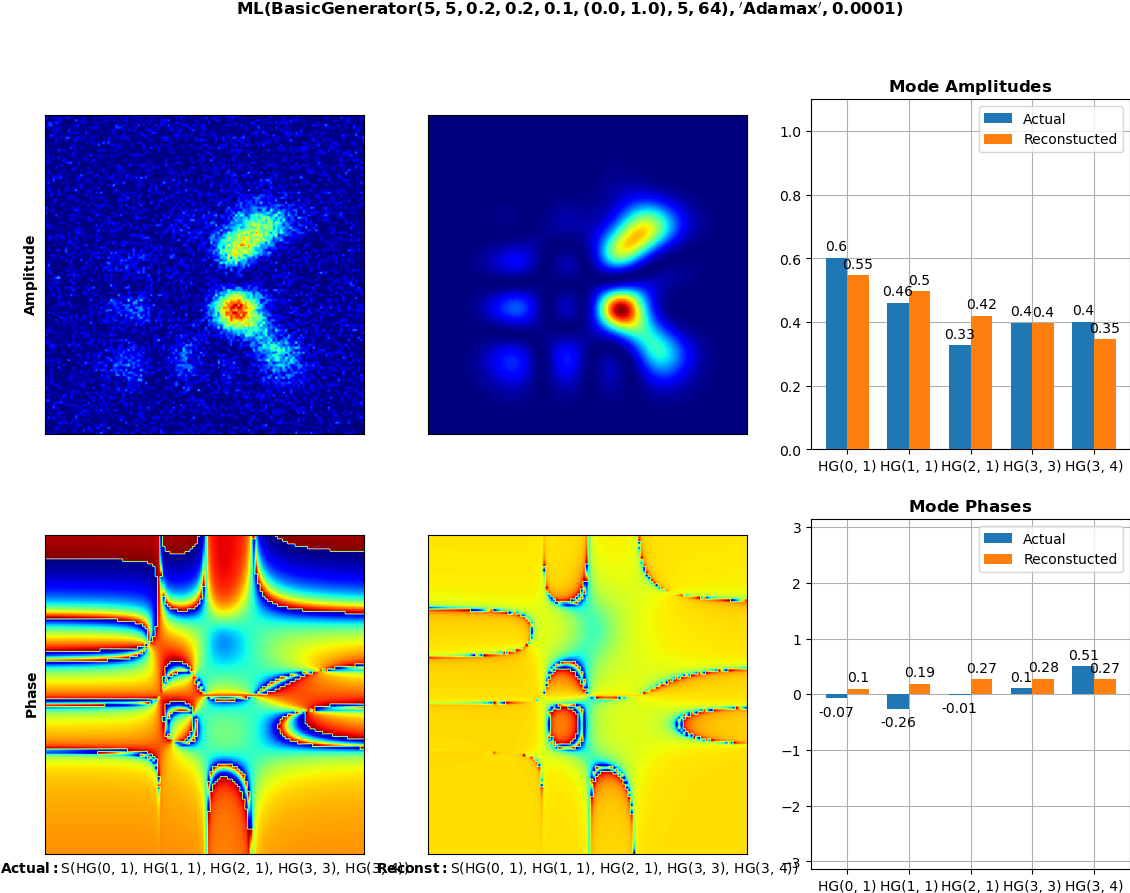 ML(BasicGenerator(5, 5, 0.2, 0.2, 0.1, (0.0, 1.0), 5, 64), ′Adamax′, 0.0001)
Mode Amplitudes
Actual
Reconstucted
1.0
0.8
0.6
0.4
0.2
0.0
0.6
0.55
0.46
0.5
0.33
0.42
0.4
0.4
0.4
0.35
HG(0, 1) HG(1, 1) HG(2, 1) HG(3, 3) HG(3, 4)
Amplitude
Mode Phases
Actual
Reconstucted
3
2
1
0
−1
−2
−3
-0.07
0.1
-0.26
0.19
-0.01
0.27
0.1
0.28
0.51
0.27
HG(0, 1) HG(1, 1) HG(2, 1) HG(3, 3) HG(3, 4)
Phase
Actual: S(HG(0, 1), HG(1, 1), HG(2, 1), HG(3, 3), HG(3, 4))
Reconst: S(HG(0, 1), HG(1, 1), HG(2, 1), HG(3, 3), HG(3, 4))